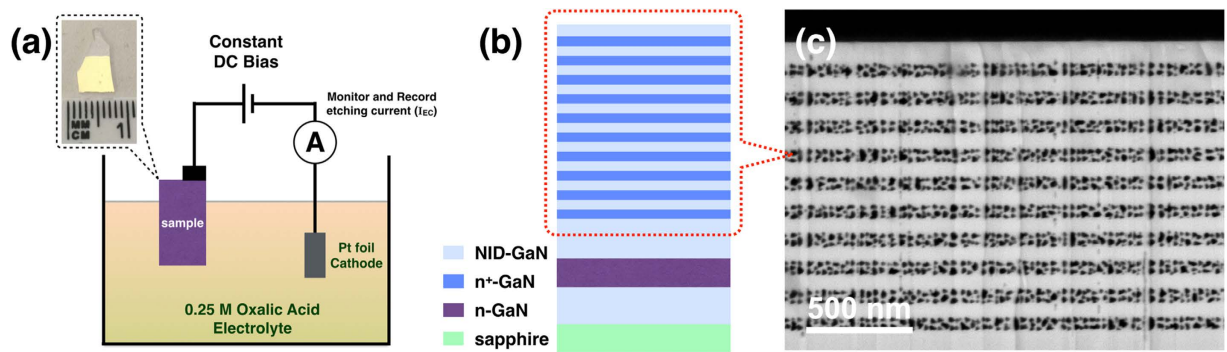 (a)
Constant
DC Bias
Monitor and Record
etching current (IEC)
A
MM
CM
1
sample
Pt foil
Cathode
0.25 M Oxalic Acid
Electrolyte
(b)
NID-GaN
n+-GaN
n-GaN
sapphire
(c)
500 nm